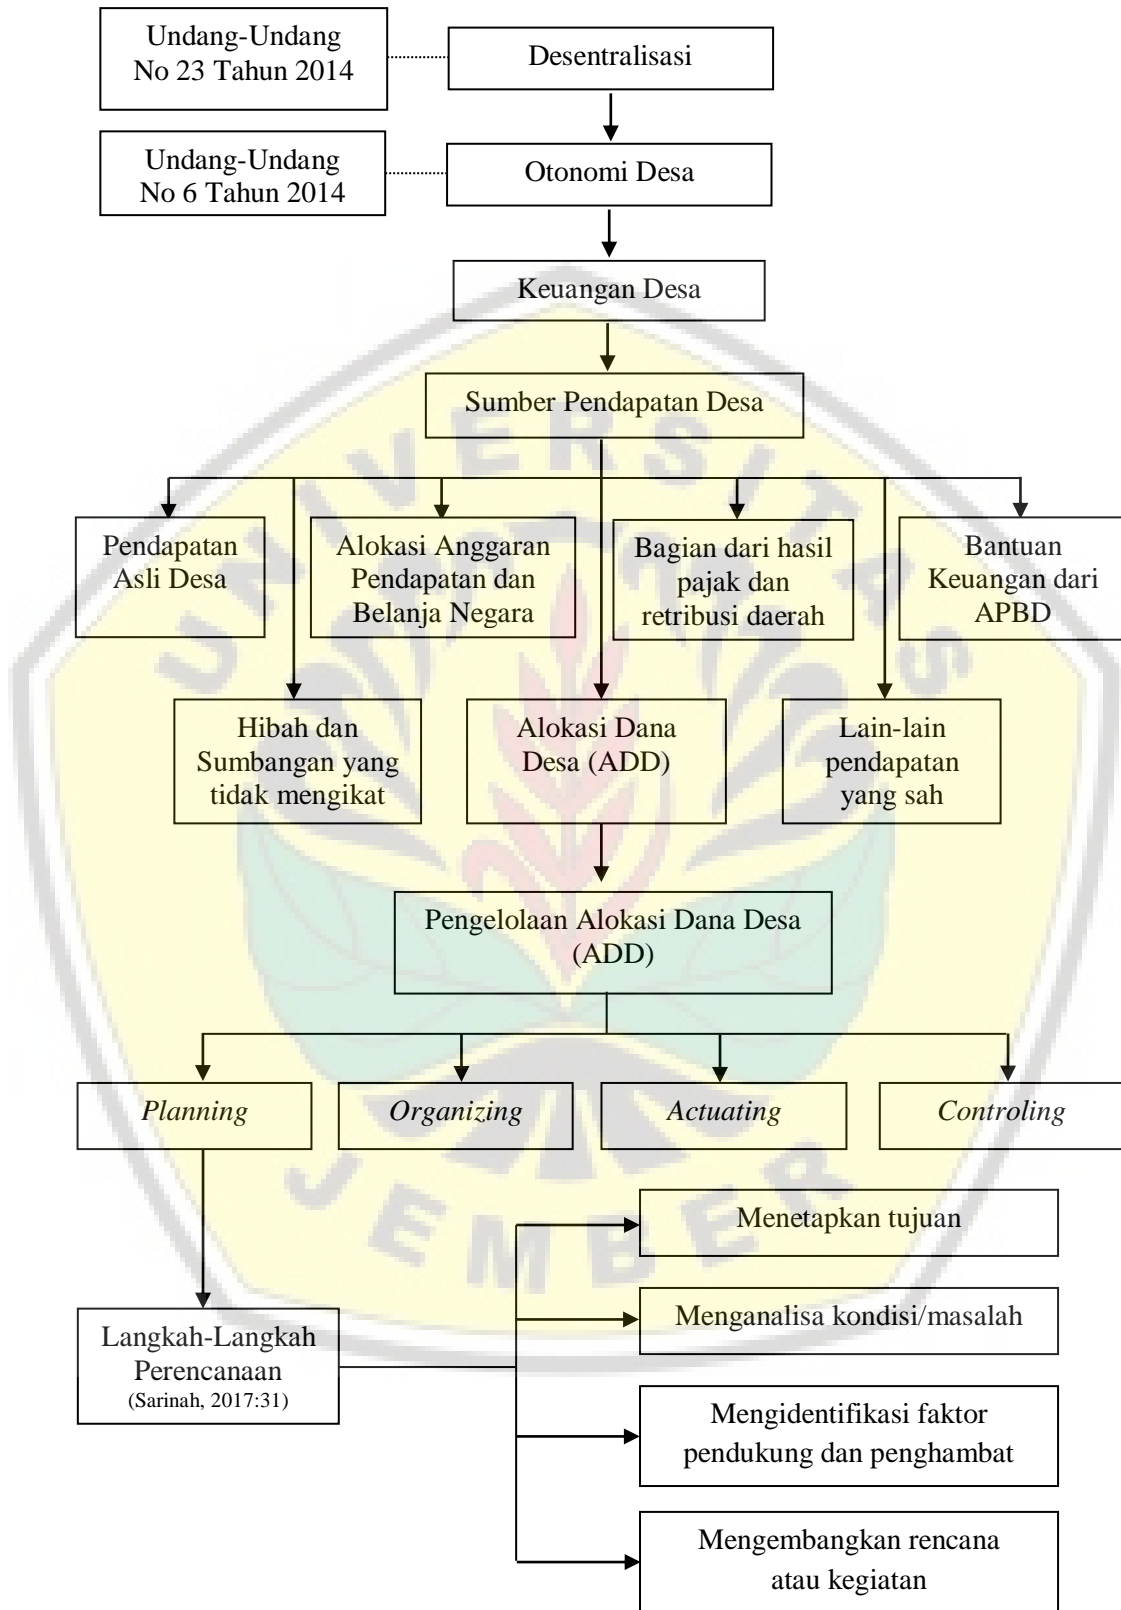 Undang-Undang
No 23 Tahun 2014
Desentralisasi
Undang-Undang
No 6 Tahun 2014
Otonomi Desa
Keuangan Desa
Sumber Pendapatan Desa
Pendapatan
Asli Desa
Alokasi Anggaran
Pendapatan dan
Belanja Negara
Bagian dari hasil
pajak dan
retribusi daerah
Bantuan
Keuangan dari
APBD
Hibah dan
Sumbangan yang
tidak mengikat
Alokasi Dana
Desa (ADD)
Lain-lain
pendapatan
yang sah
Pengelolaan Alokasi Dana Desa
(ADD)
Planning
Organizing
Actuating
Controling
Langkah-Langkah
Perencanaan
(Sarinah, 2017:31)
Menetapkan tujuan
Menganalisa kondisi/masalah
Mengidentifikasi faktor
pendukung dan penghambat
Mengembangkan rencana
atau kegiatan
UNIVERSITAS
JEMBER